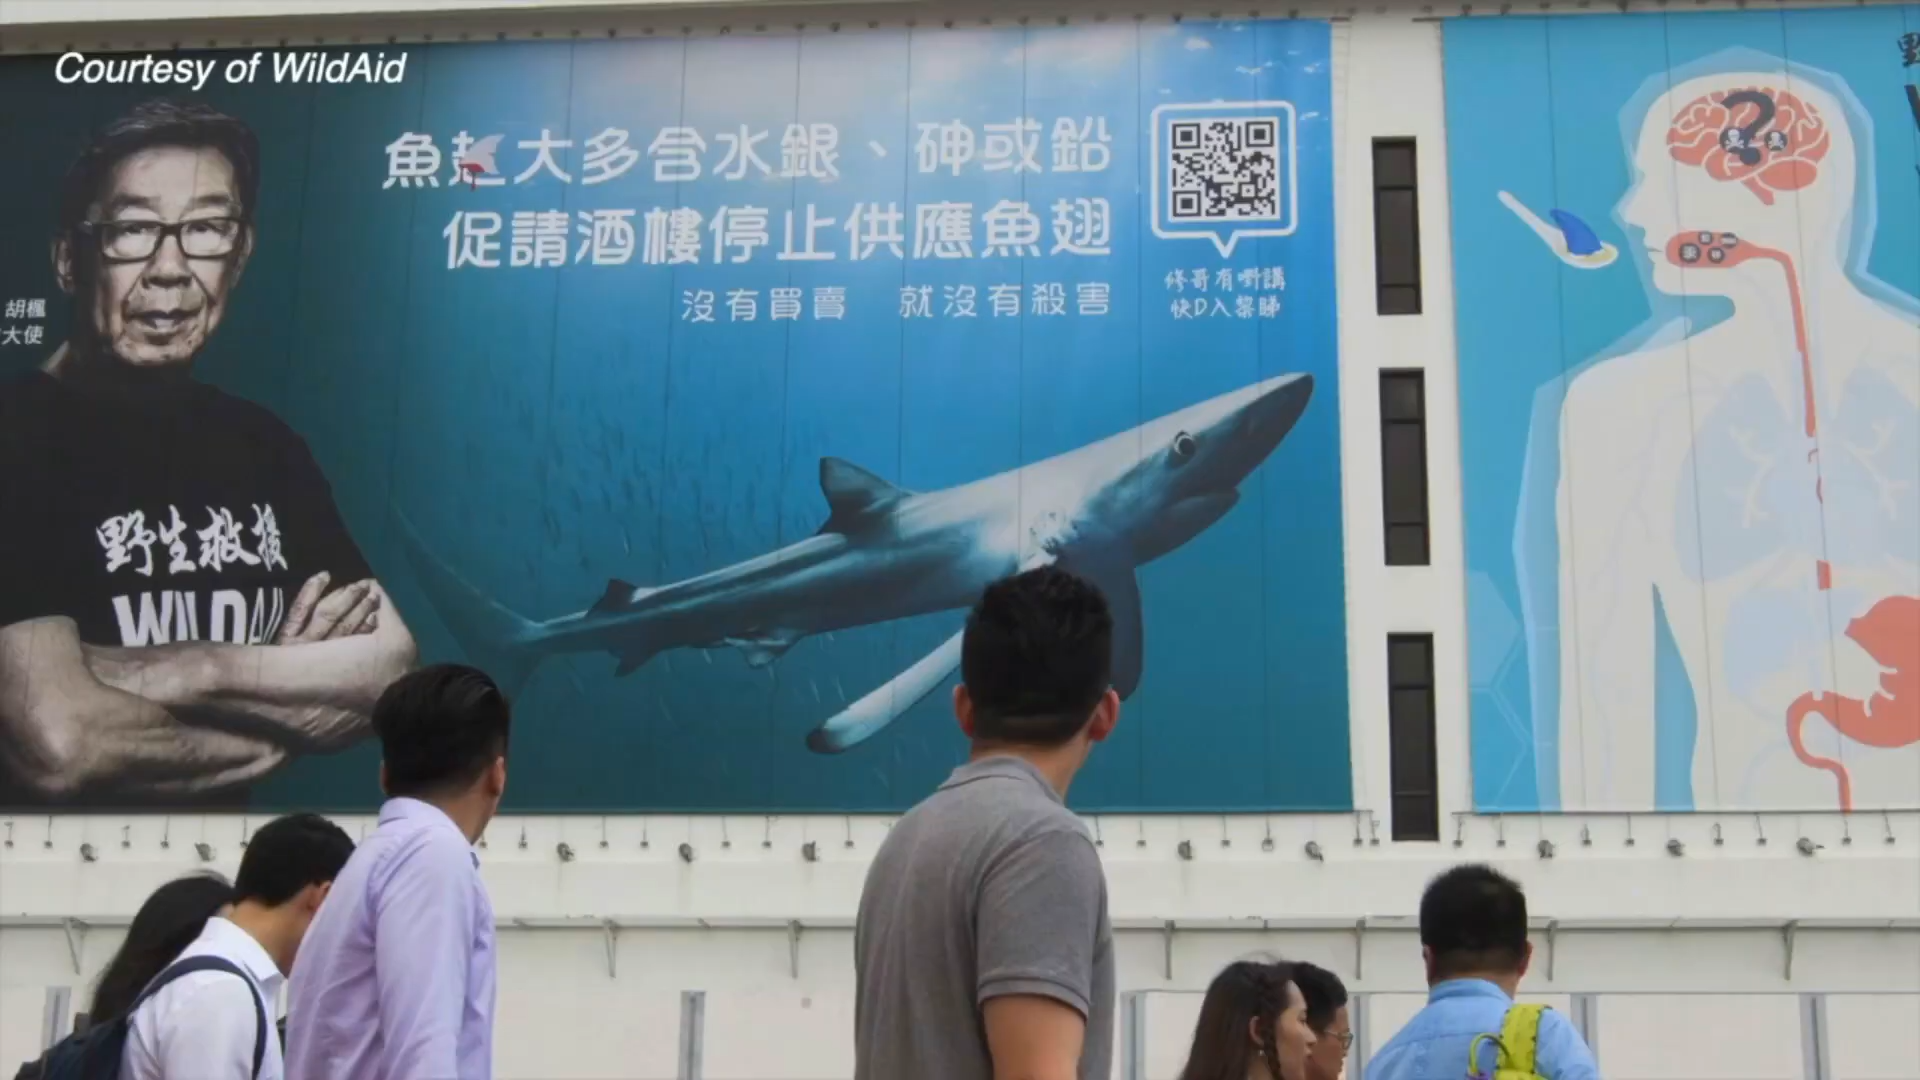 Courtesy of WildAid
魚翅大多含水銀、砷或鉛
促請酒樓停止供應魚翅
沒有買賣 就沒有殺害
修哥有嘢講
快D入黎睇
胡楓
大使
野生救援
WILDAID
野